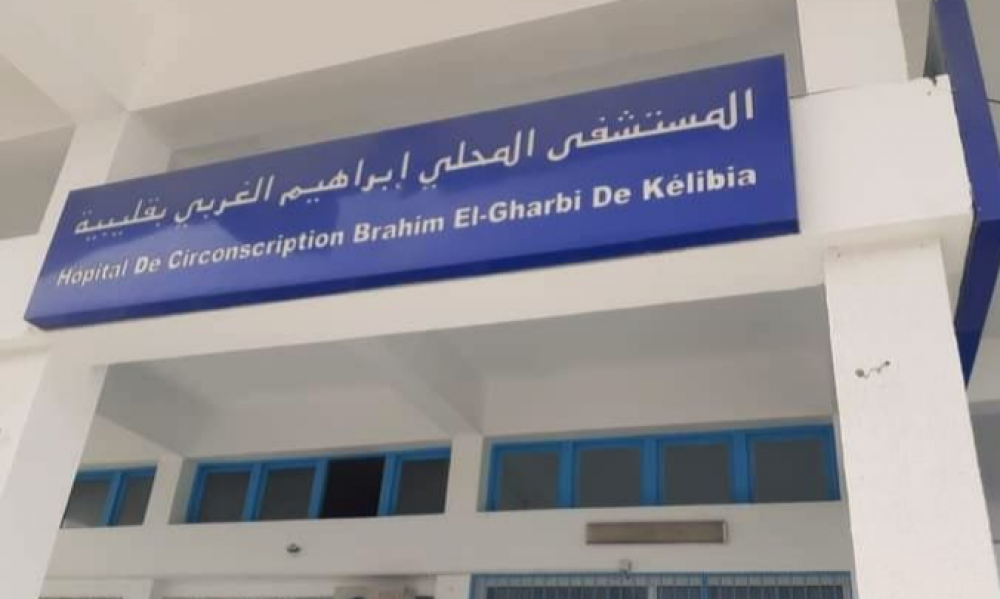 المستشفى المحلي إبراهيم الغربي بقليبية
Hôpital De Circonscription Brahim El-Gharbi De Kélibia